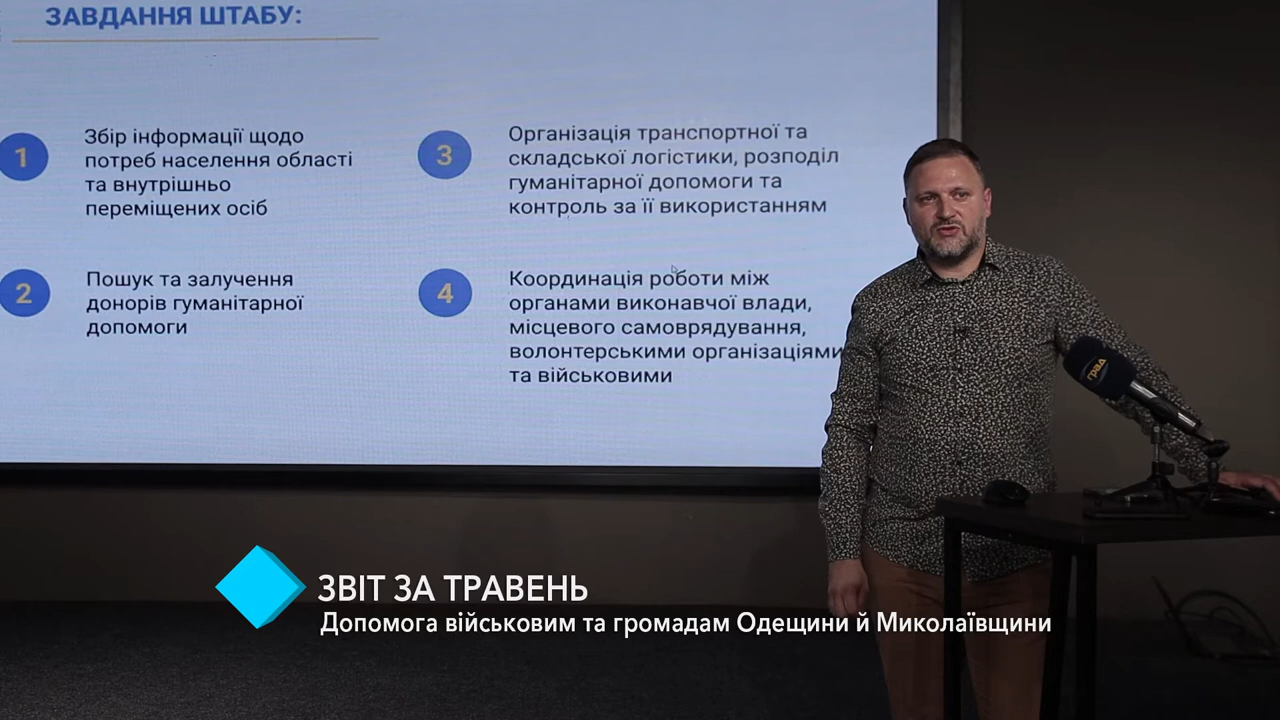 ЗАВДАННЯ ШТАБУ:
1
Збір інформації щодо
потреб населення області
та внутрішньо
переміщених осіб
2
Пошук та залучення
донорів гуманітарної
допомоги
3
Організація транспортної та
складської логістики, розподіл
гуманітарної допомоги та
контроль за її використанням
4
Координація роботи між
органами виконавчої влади,
місцевого самоврядування,
волонтерськими організаціями
та військовими
град
ЗВІТ ЗА ТРАВЕНЬ
Допомога військовим та громадам Одещини й Миколаївщини